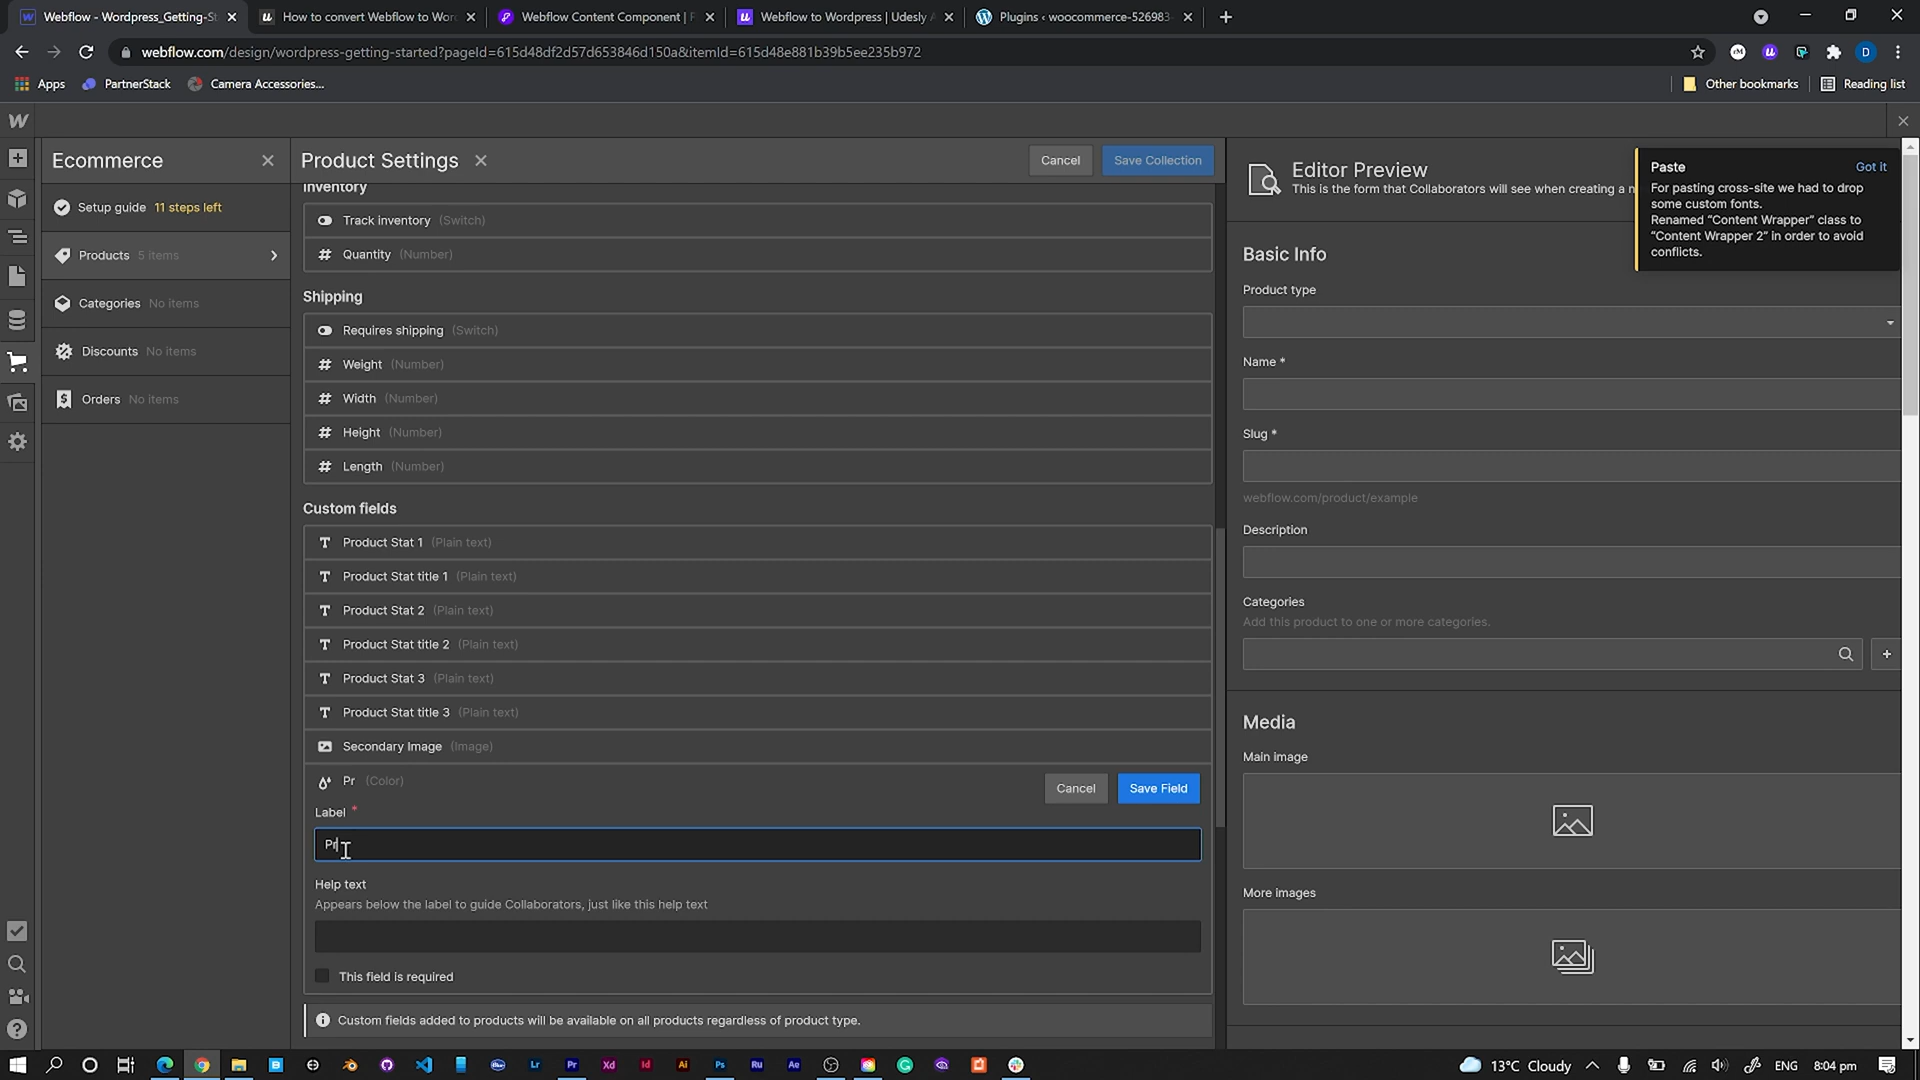 Webflow - Wordpress_Getting-St
How to convert Webflow to Wor
Webflow Content Component | F
Webflow to Wordpress | Udesly A
Plugins ‹ woocommerce-526983-
webflow.com/design/wordpress-getting-started?pageId=615d48df2d57d653846d150a&itemId=615d48e881b39b5ee235b972
D
Apps
PartnerStack
Camera Accessories...
Other bookmarks
Reading list
Ecommerce
Setup guide 11 steps left
Products 5 items
Categories No items
Discounts No items
Orders No items
Product Settings
Cancel
Save Collection
Inventory
Track inventory (Switch)
Quantity (Number)
Shipping
Requires shipping (Switch)
Weight (Number)
Width (Number)
Height (Number)
Length (Number)
Custom fields
Product Stat 1 (Plain text)
Product Stat title 1 (Plain text)
Product Stat 2 (Plain text)
Product Stat title 2 (Plain text)
Product Stat 3 (Plain text)
Product Stat title 3 (Plain text)
Secondary Image (Image)
Pr (Color)
Cancel
Save Field
Label *
Pr
Help text
Appears below the label to guide Collaborators, just like this help text
This field is required
Custom fields added to products will be available on all products regardless of product type.
Editor Preview
This is the form that Collaborators will see when creating a n
Paste
Got it
For pasting cross-site we had to drop
some custom fonts.
Renamed "Content Wrapper" class to
"Content Wrapper 2" in order to avoid
conflicts.
Basic Info
Product type
Name *
Slug *
webflow.com/product/example
Description
Categories
Add this product to one or more categories.
Media
Main image
More images
Lr
Pr
Xd
Id
Ai
Ps
Ru
Ae
13°C Cloudy
ENG
8:04 pm